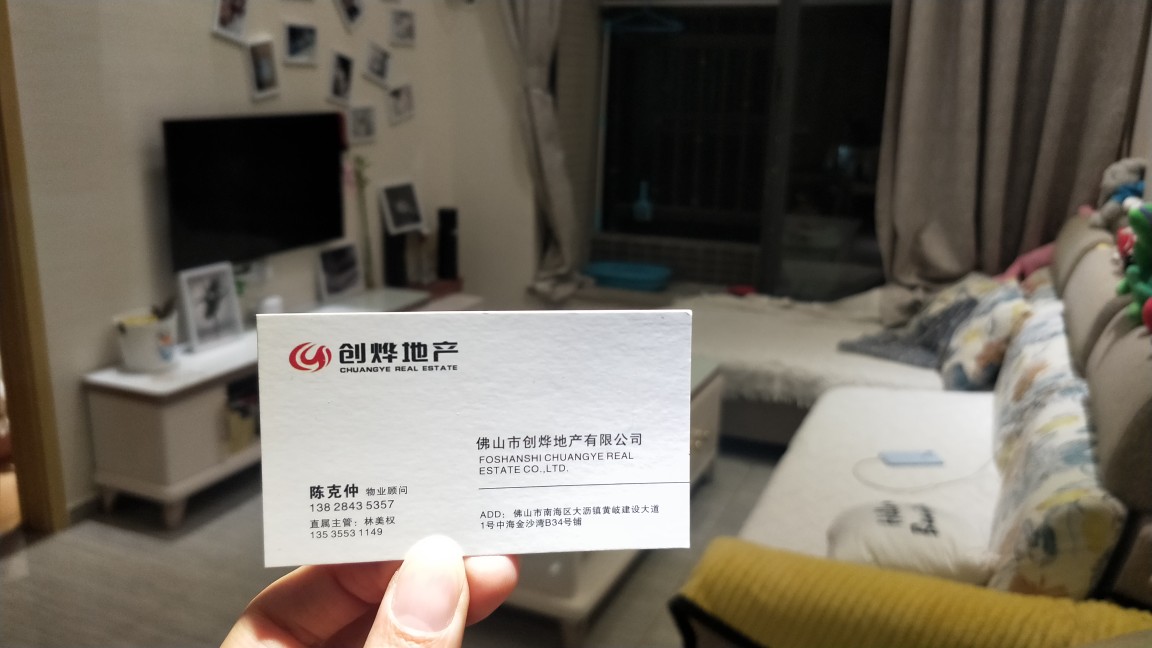 创烨地产
CHUANGYE REAL ESTATE
佛山市创烨地产有限公司
FOSHANSHI CHUANGYE REAL
ESTATE CO.,LTD.
陈克仲 物业顾问
138 2843 5357
直属主管：林美权
135 3553 1149
ADD：佛山市南海区大沥镇黄岐建设大道
1号中海金沙湾B34号铺